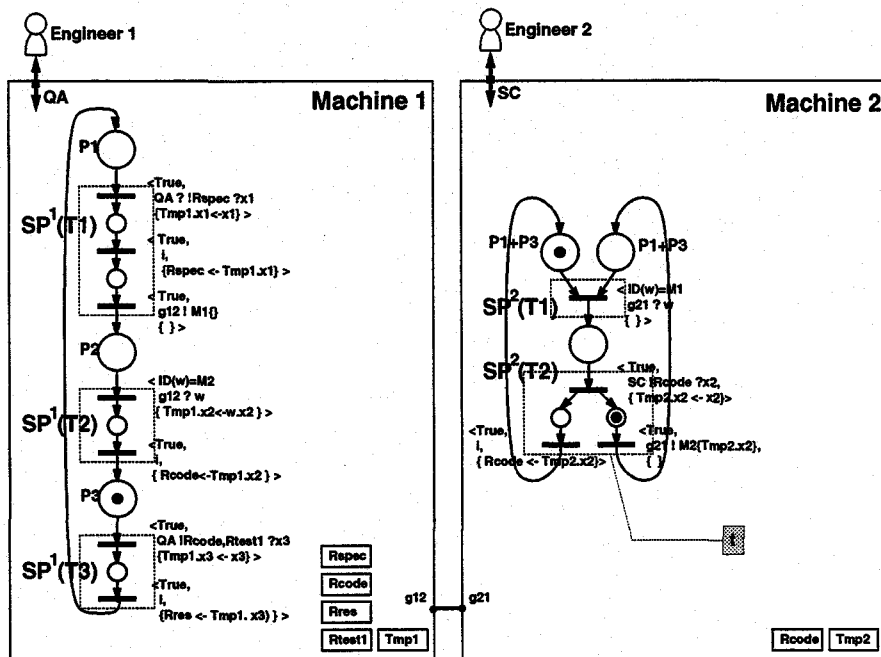 Engineer 1
QA
Machine 1
P1
SP¹(T1)
<True,
QA ? !Rspec ?x1
{Tmp1.x1<-x1} >
< True,
i,
{Rspec <- Tmp1.x1} >
< True,
g12 ! M1{}
{ } >
P2
SP¹(T2)
< ID(w)=M2
g12 ? w
{ Tmp1.x2<-w.x2 } >
<True,
i,
{ Rcode<-Tmp1.x2 } >
P3
SP¹(T3)
<True,
QA !Rcode,Rtest1 ?x3
{Tmp1.x3 <- x3} >
<True,
i,
{Rres <- Tmp1. x3) } >
Rspec
Rcode
Rres
Rtest1
Tmp1
g12
g21
Engineer 2
SC
Machine 2
P1+P3
P1+P3
SP²(T1)
< ID(w)=M1
g21 ? w
{ } >
SP²(T2)
< True,
SC !Rcode ?x2,
{ Tmp2.x2 <- x2}>
<True,
i,
{ Rcode <- Tmp2.x2}>
<True,
g21 ! M2{Tmp2.x2},
{ }
Rcode
Tmp2